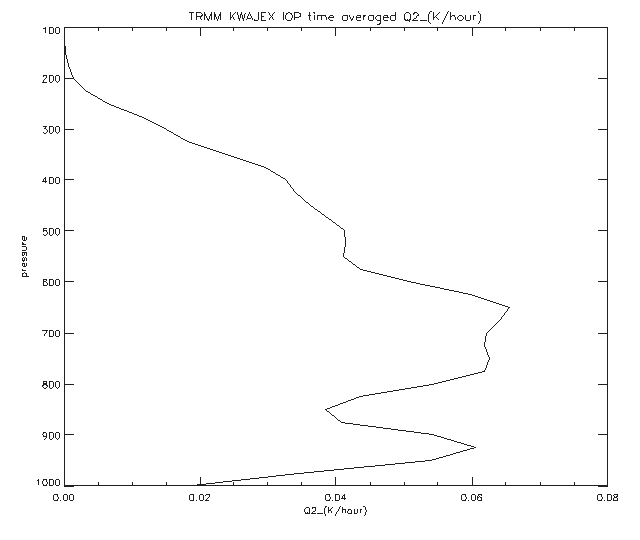 TRMM KWAJEX IOP time averaged Q2_(K/hour)
100
200
300
400
500
600
700
800
900
1000
pressure
0.00 0.02 0.04 0.06 0.08
Q2_(K/hour)